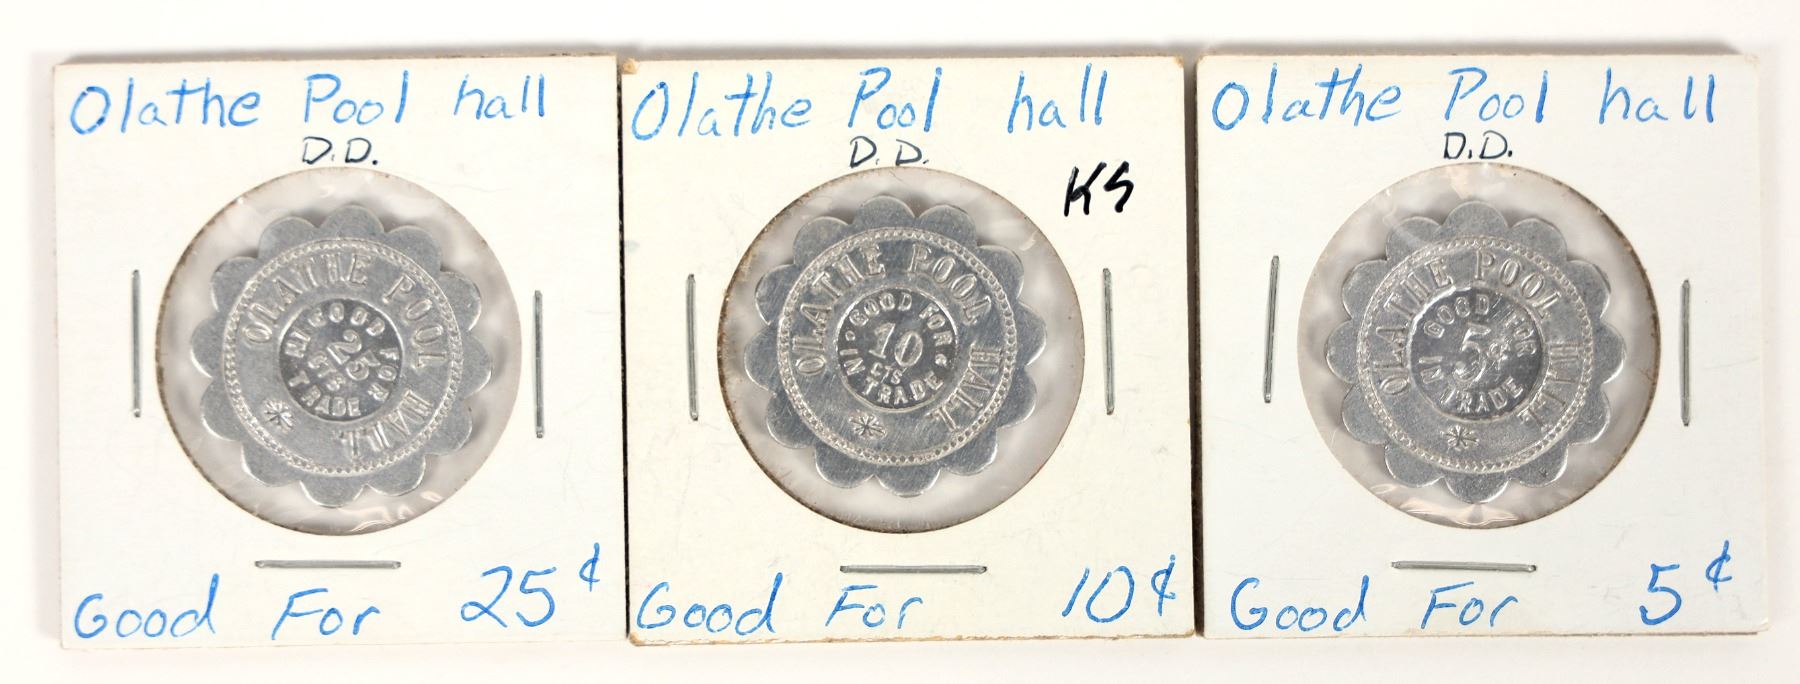 Olathe Pool hall
D.D.
OLATHE POOL HALL
GOOD FOR
25
CTS
IN TRADE
Good For 25¢
Olathe Pool hall
D.D.
KS
OLATHE POOL HALL
GOOD FOR
10
CTS
IN TRADE
Good For 10¢
Olathe Pool hall
D.D.
OLATHE POOL HALL
GOOD FOR
5¢
IN TRADE
Good For 5¢